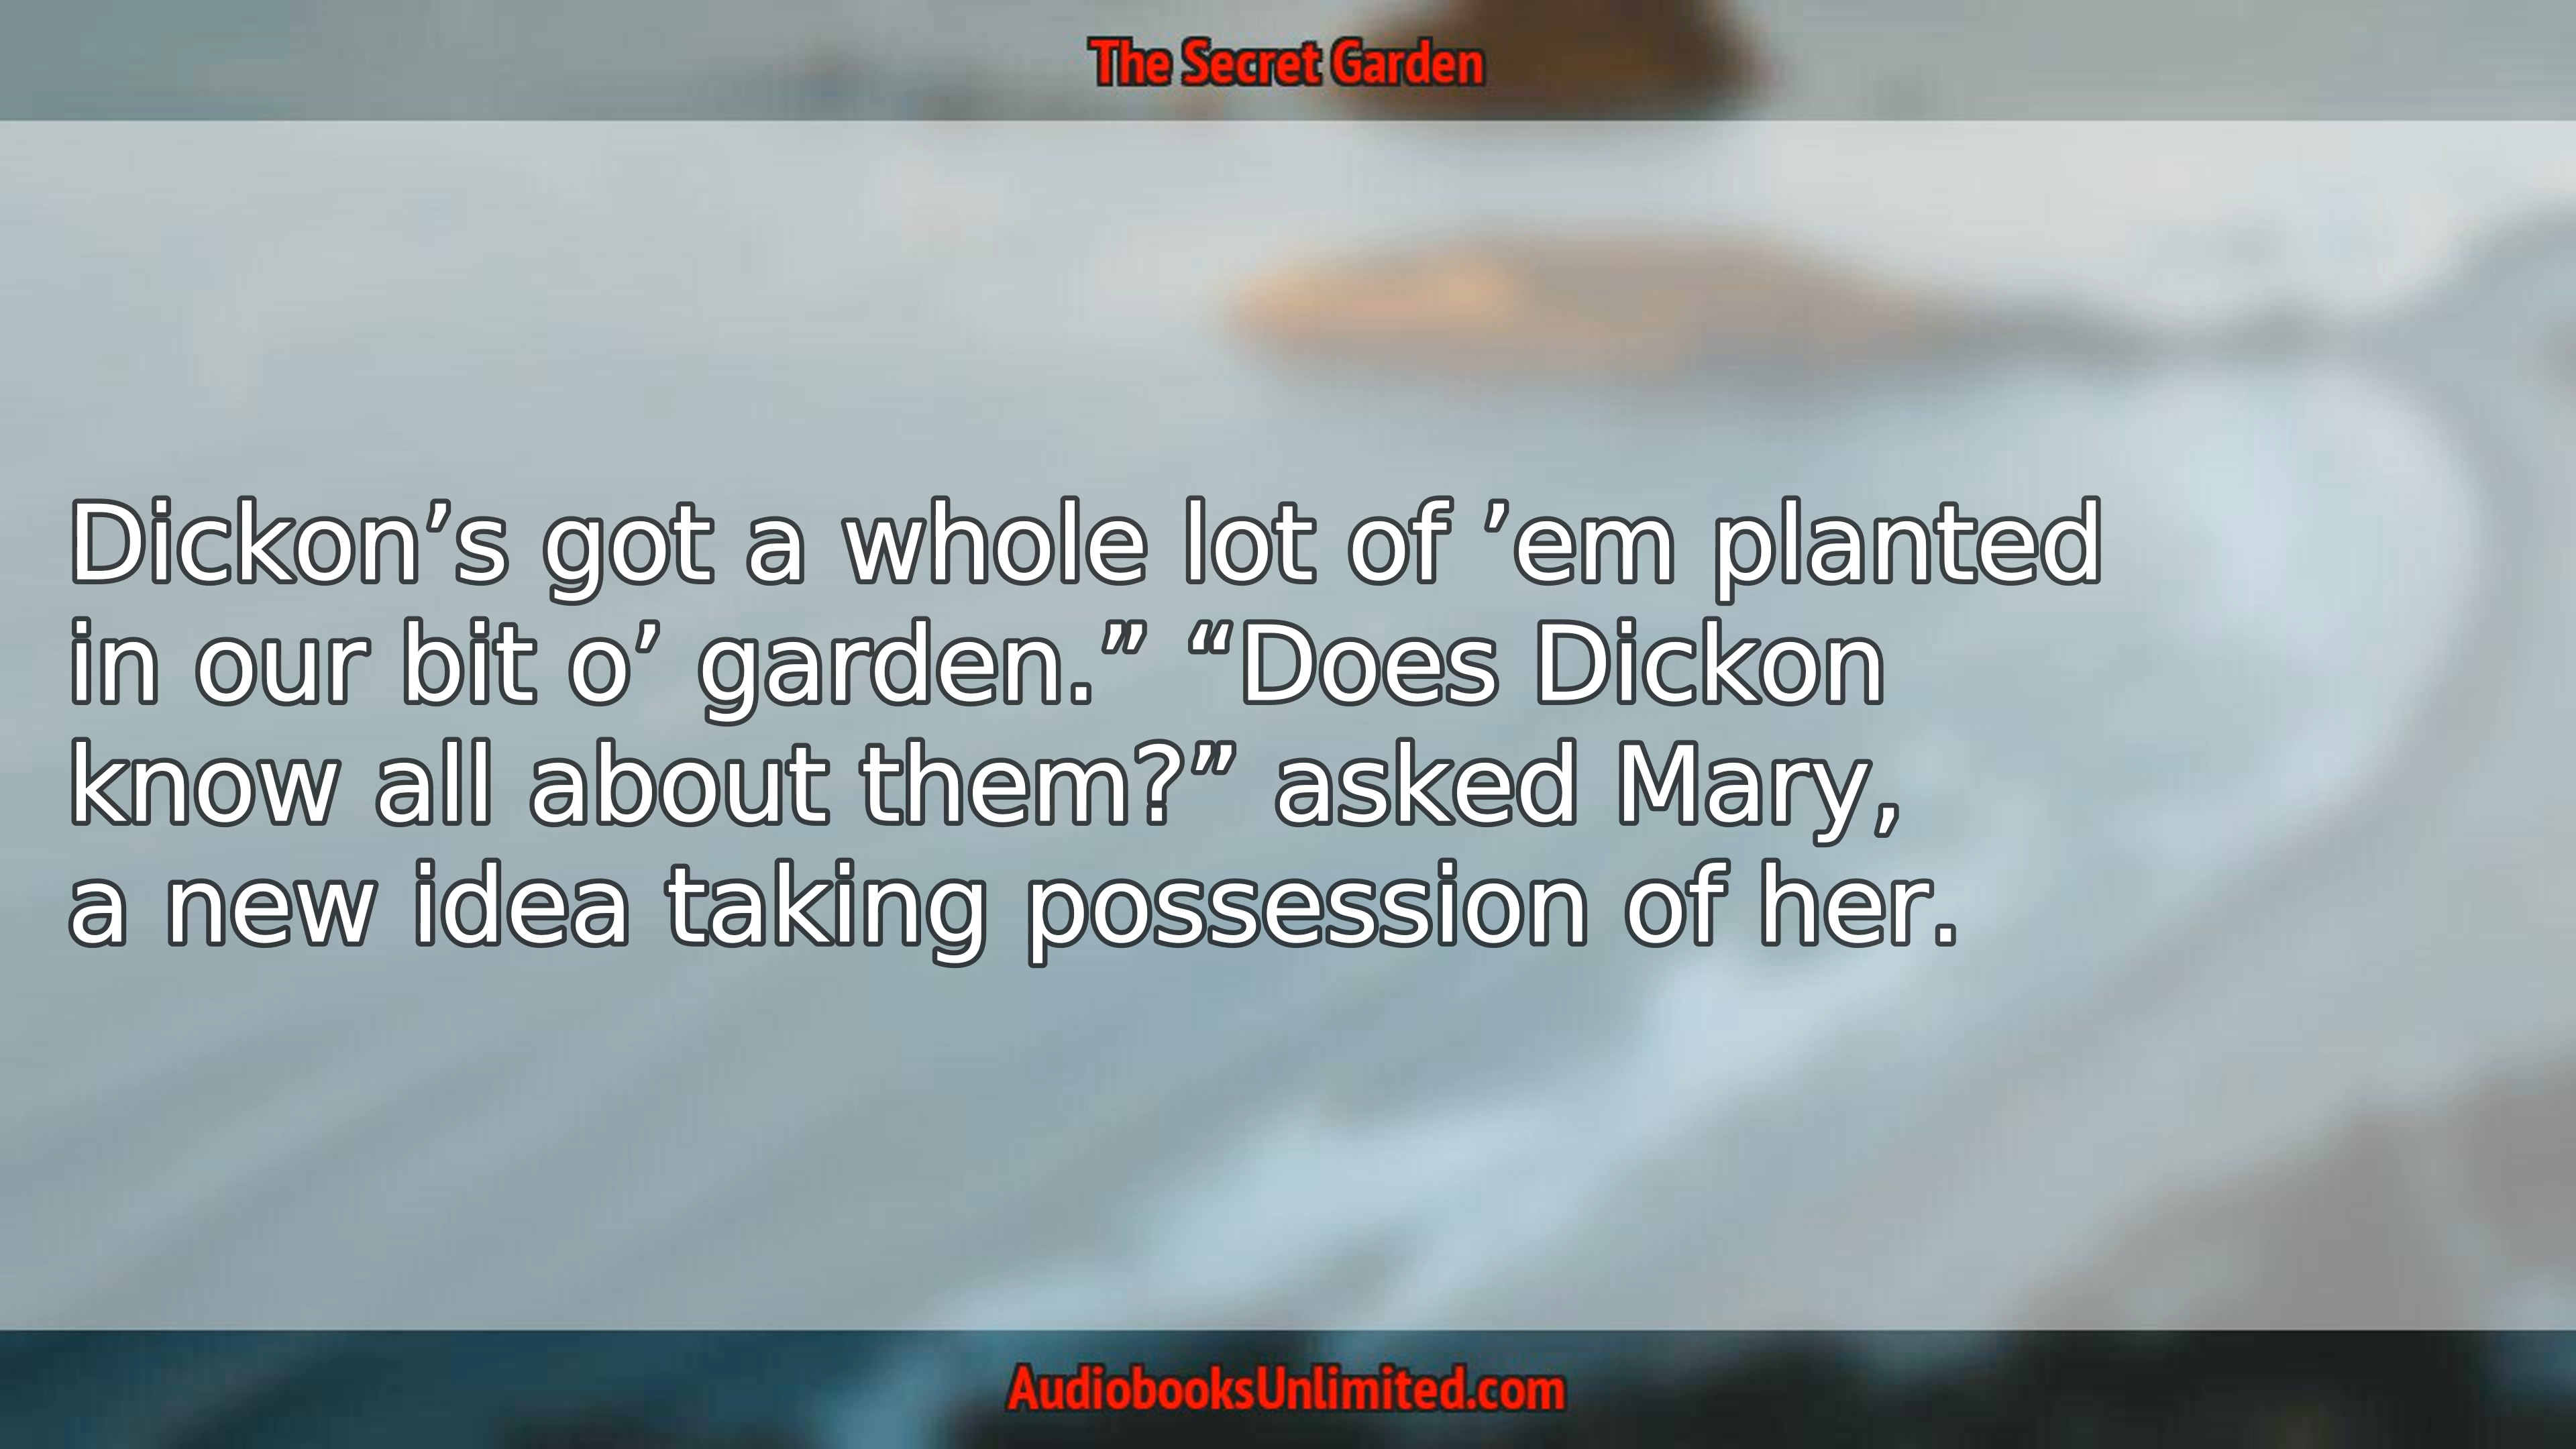 The Secret Garden
Dickon’s got a whole lot of ’em planted
in our bit o’ garden.” “Does Dickon
know all about them?” asked Mary,
a new idea taking possession of her.
AudiobooksUnlimited.com